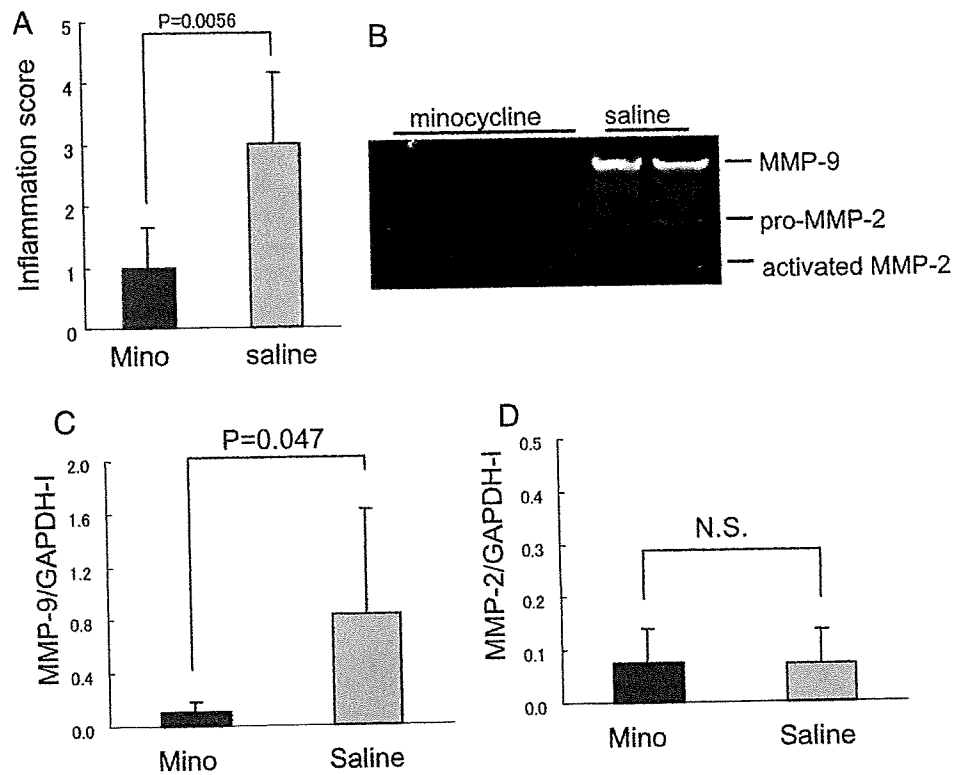 A
P=0.0056
5
4
3
2
1
0
Inflammation score
Mino
saline
B
minocycline
saline
MMP-9
pro-MMP-2
activated MMP-2
C
P=0.047
2.0
1.6
1.2
0.8
0.4
0.0
MMP-9/GAPDH-I
Mino
Saline
D
N.S.
0.5
0.4
0.3
0.2
0.1
0.0
MMP-2/GAPDH-I
Mino
Saline